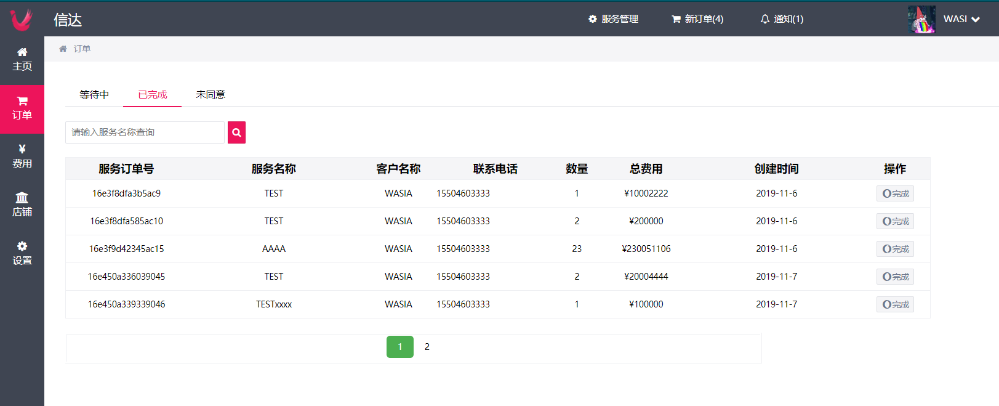 信达 服务管理 新订单(4) 通知(1) WASI
订单
主页
订单
费用
店铺
设置
等待中 已完成 未同意
请输入服务名称查询
服务订单号 服务名称 客户名称 联系电话 数量 总费用 创建时间 操作
16e3f8dfa3b5ac9 TEST WASIA 15504603333 1 ¥10002222 2019-11-6 完成
16e3f8dfa585ac10 TEST WASIA 15504603333 2 ¥200000 2019-11-6 完成
16e3f9d42345ac15 AAAA WASIA 15504603333 23 ¥230051106 2019-11-6 完成
16e450a336039045 TEST WASIA 15504603333 2 ¥20004444 2019-11-7 完成
16e450a339339046 TESTxxxx WASIA 15504603333 1 ¥100000 2019-11-7 完成
1 2